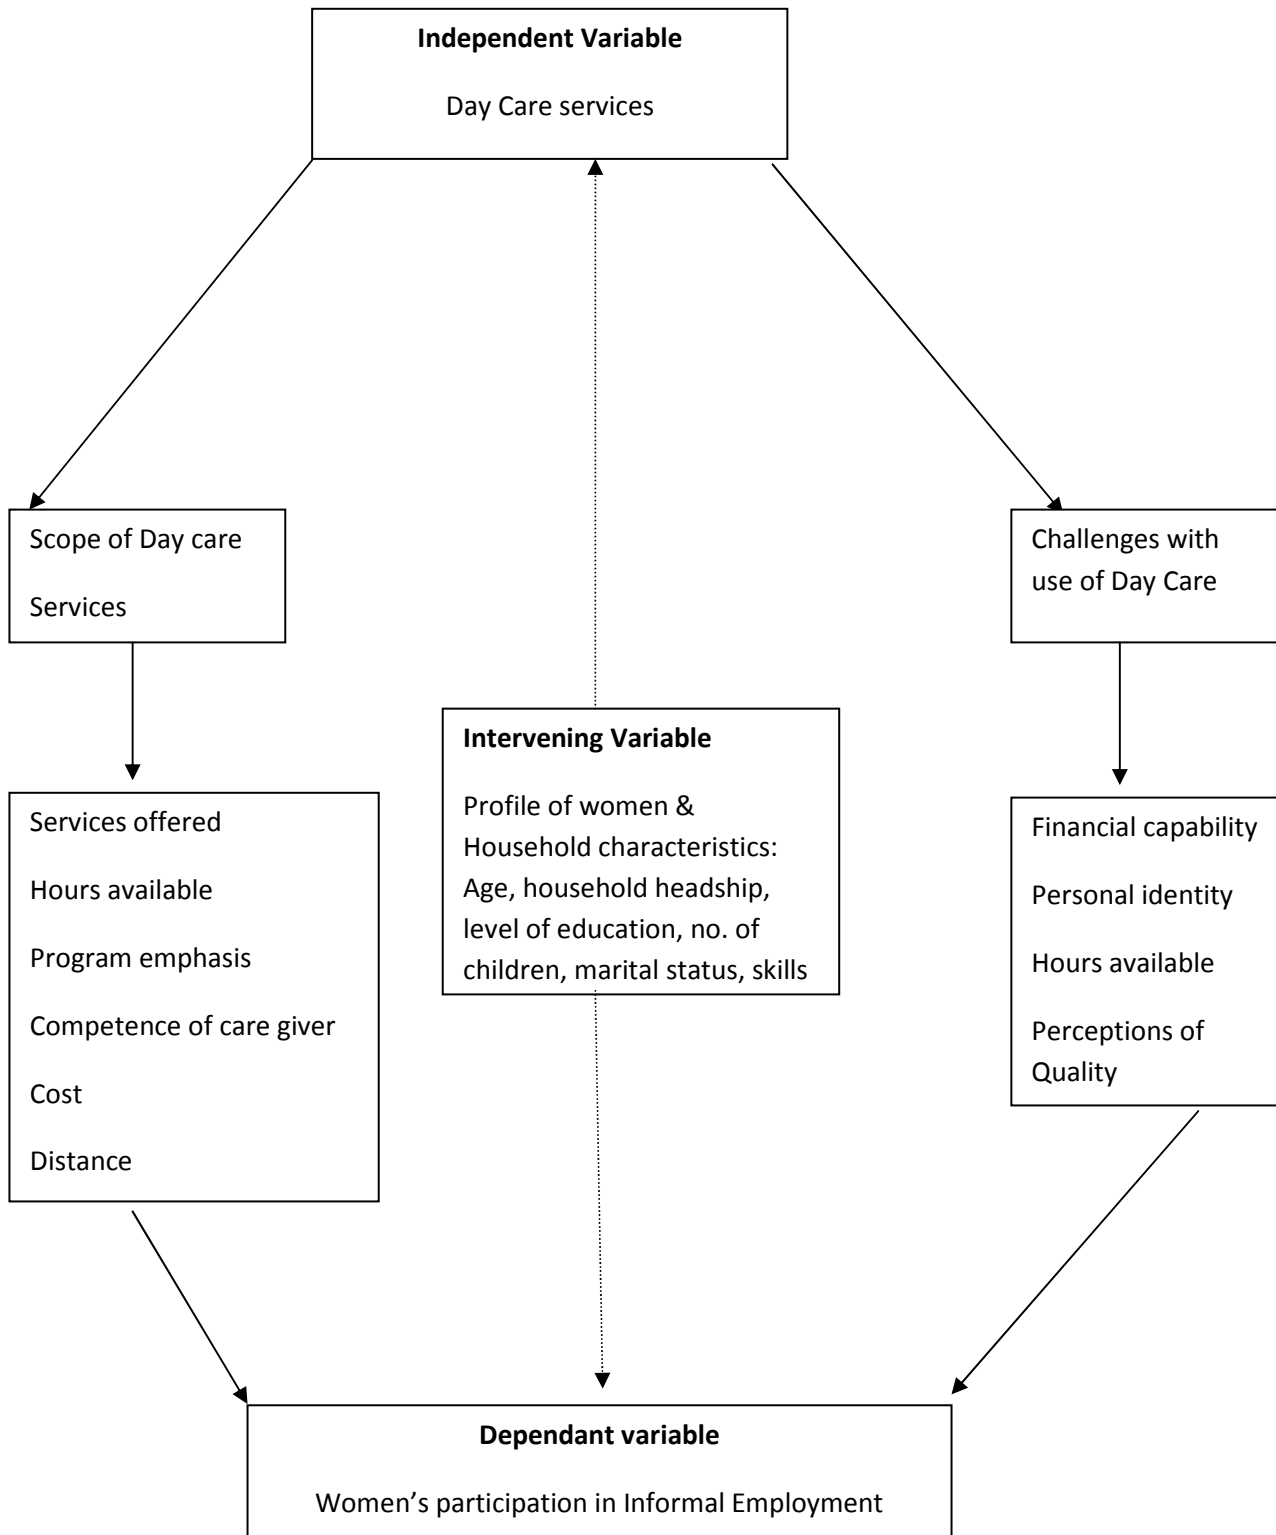 Independent Variable
Day Care services
Scope of Day care
Services
Challenges with
use of Day Care
Intervening Variable
Profile of women &
Household characteristics:
Age, household headship,
level of education, no. of
children, marital status, skills
Services offered
Hours available
Program emphasis
Competence of care giver
Cost
Distance
Financial capability
Personal identity
Hours available
Perceptions of
Quality
Dependant variable
Women’s participation in Informal Employment